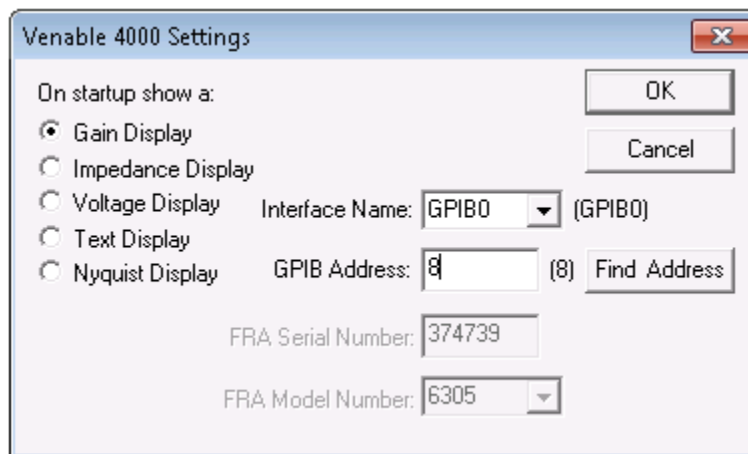 Venable 4000 Settings
On startup show a:
OK
Gain Display
Cancel
Impedance Display
Voltage Display
Interface Name: GPIB0 (GPIB0)
Text Display
GPIB Address: 8 (8) Find Address
Nyquist Display
FRA Serial Number: 374739
FRA Model Number: 6305